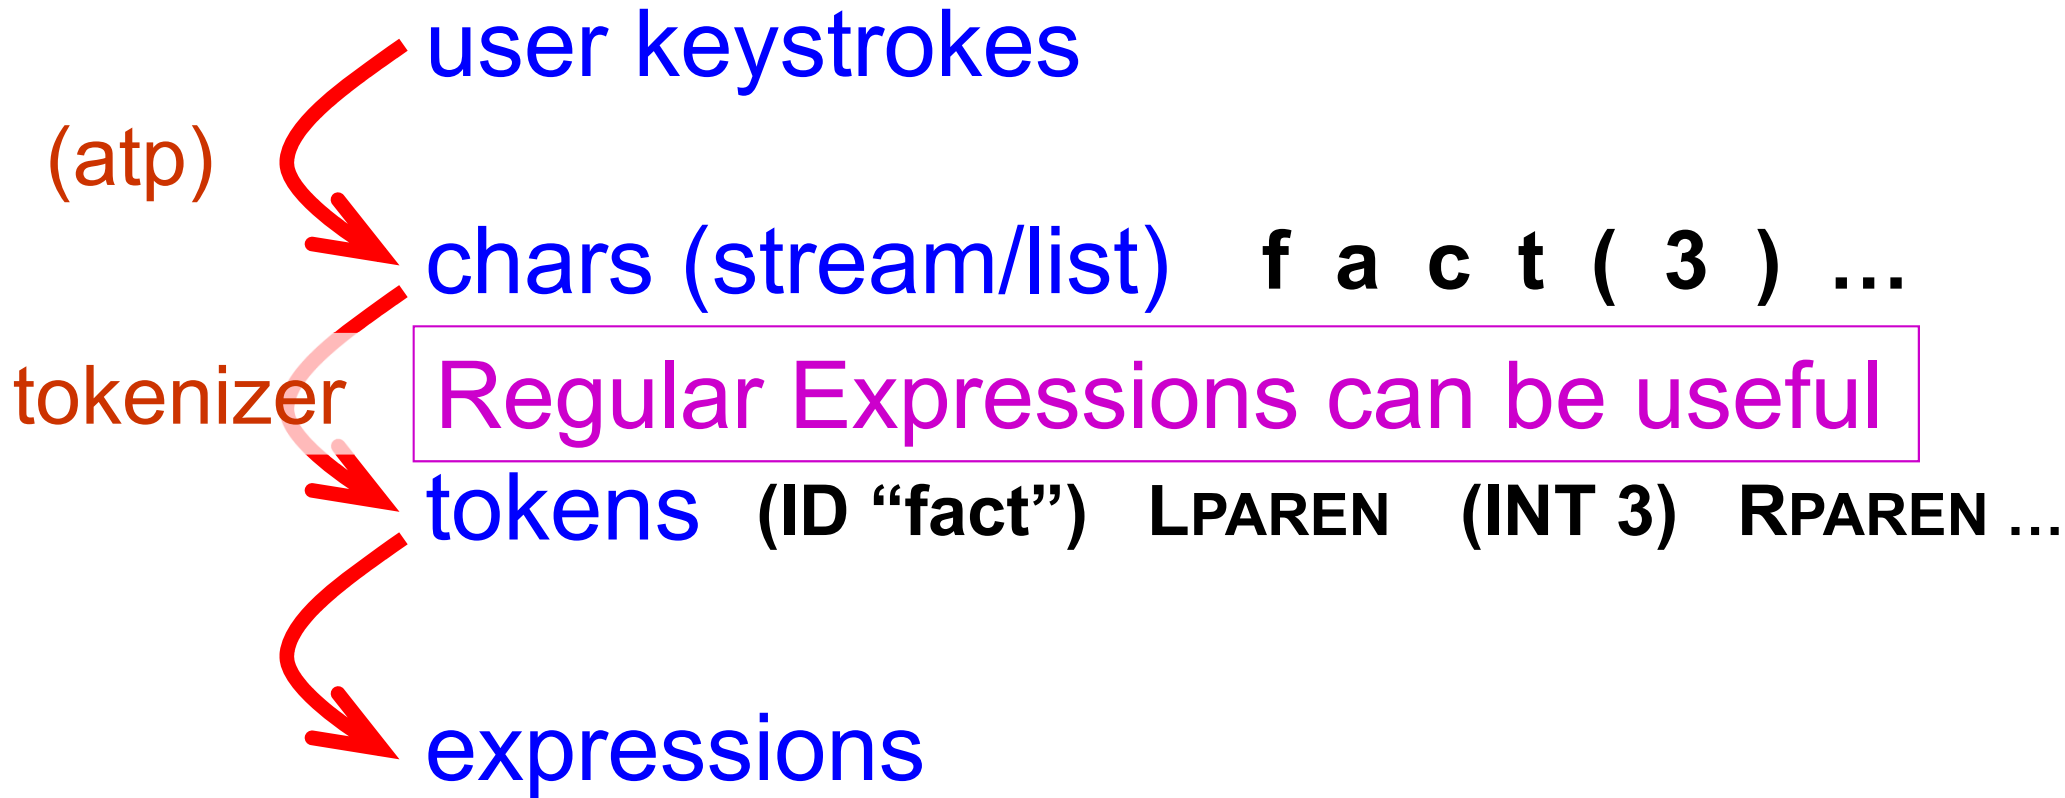 user keystrokes
(atp)
chars (stream/list) f a c t ( 3 ) …
tokenizer
Regular Expressions can be useful
tokens (ID “fact”) LPAREN (INT 3) RPAREN …
expressions